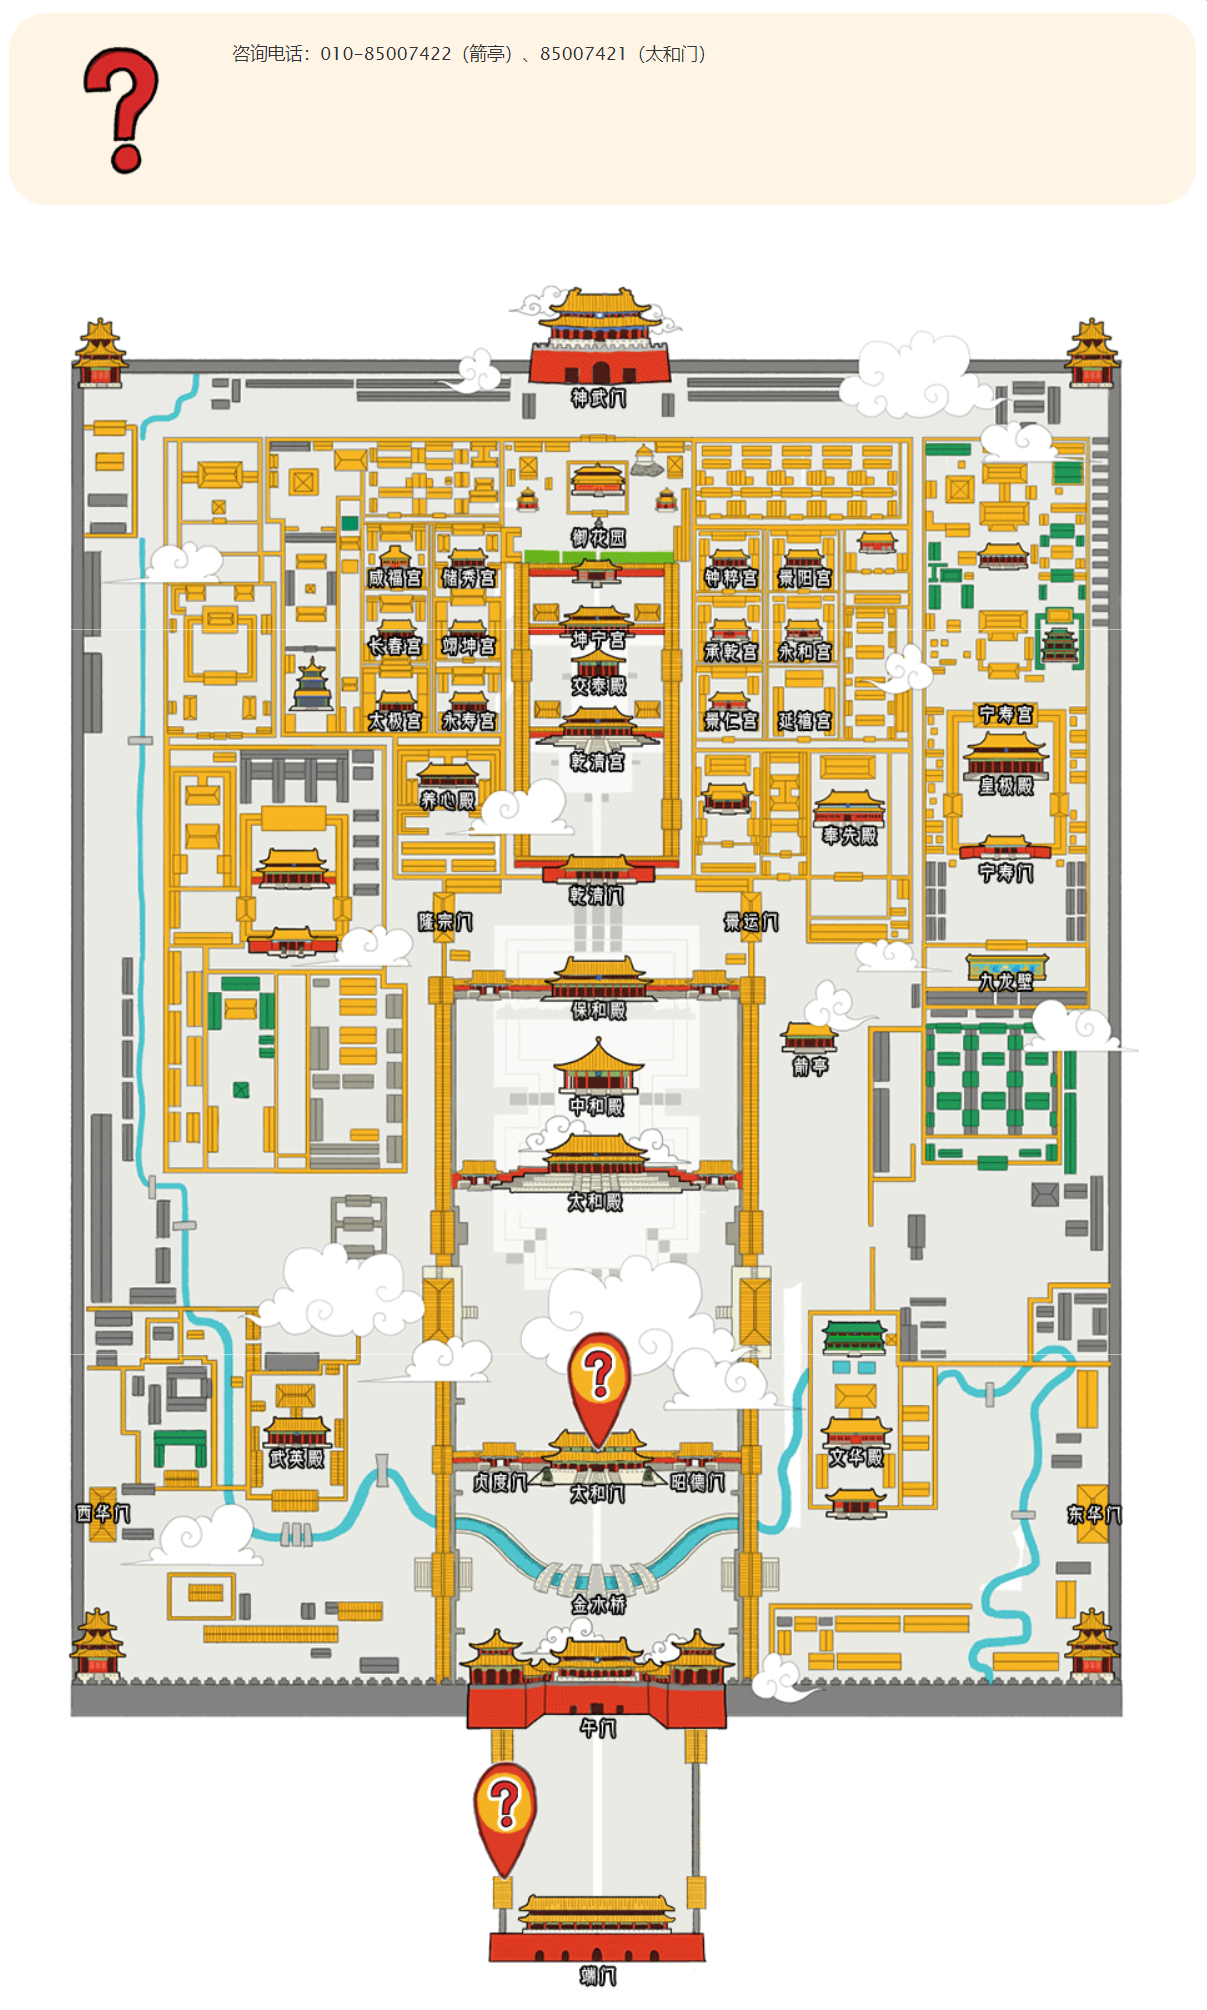 咨询电话：010-85007422（箭亭）、85007421（太和门）
神武门
御花园
咸福宫
储秀宫
钟粹宫
景阳宫
长春宫
翊坤宫
坤宁宫
承乾宫
永和宫
交泰殿
太极宫
永寿宫
景仁宫
延禧宫
宁寿宫
乾清宫
皇极殿
养心殿
奉先殿
宁寿门
乾清门
隆宗门
景运门
九龙壁
保和殿
箭亭
中和殿
太和殿
武英殿
文华殿
贞度门
太和门
昭德门
西华门
东华门
金水桥
午门
端门